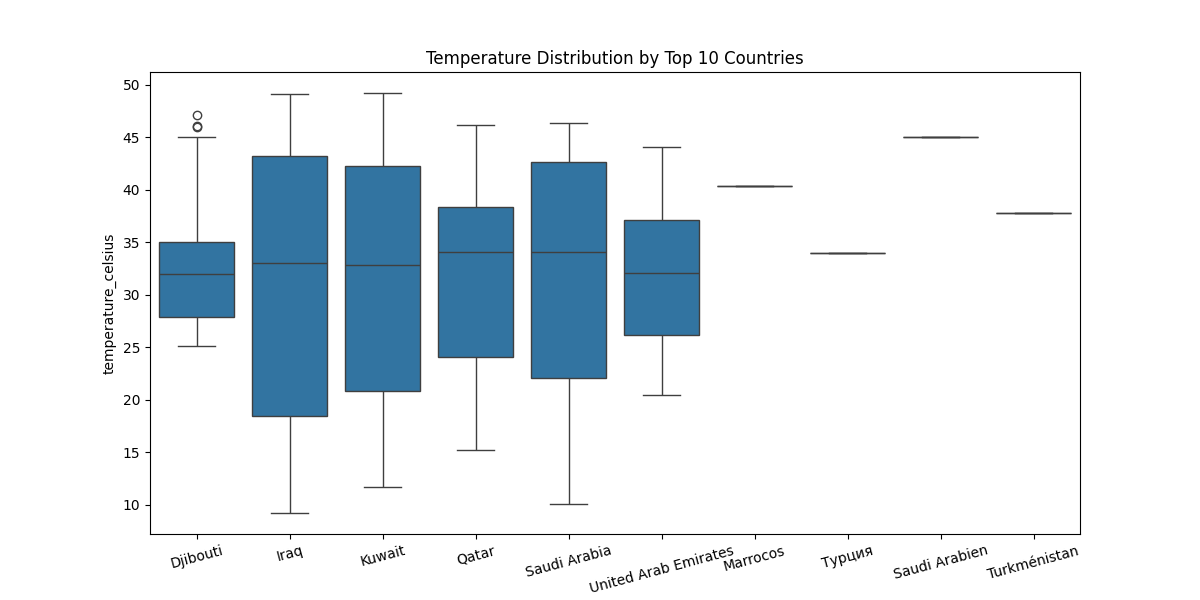 Temperature Distribution by Top 10 Countries
temperature_celsius
50
45
40
35
30
25
20
15
10
Djibouti
Iraq
Kuwait
Qatar
Saudi Arabia
United Arab Emirates
Marrocos
Турция
Saudi Arabien
Turkménistan